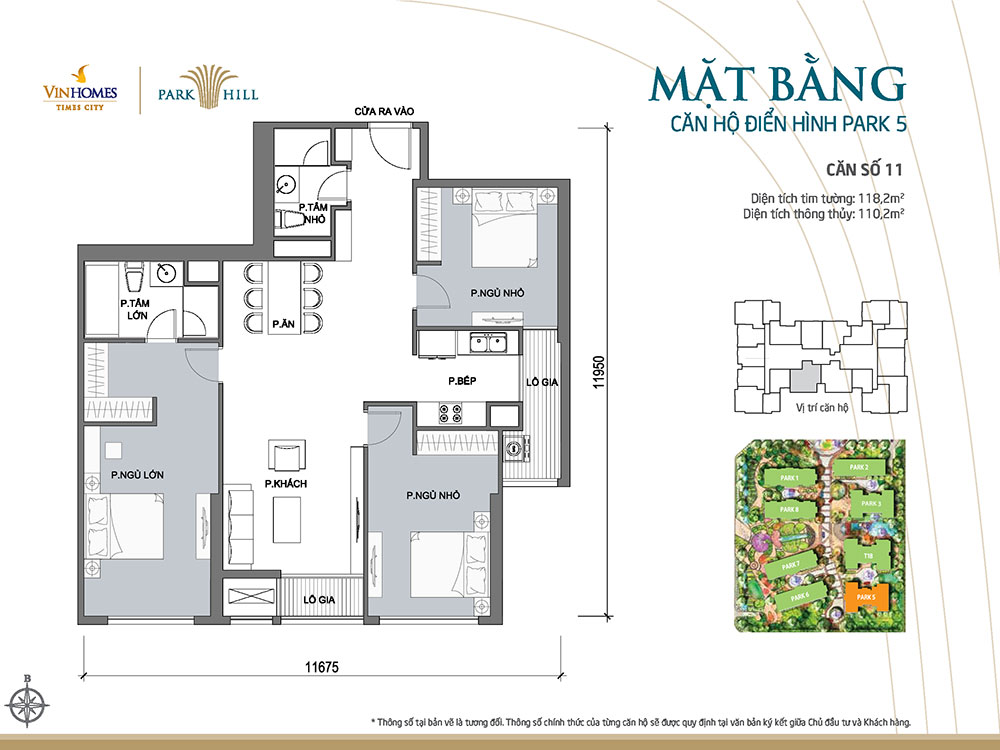 VINHOMES
TIMES CITY
PARK HILL
MẶT BẰNG
CĂN HỘ ĐIỂN HÌNH PARK 5
CĂN SỐ 11
Diện tích tim tường: 118,2m²
Diện tích thông thủy: 110,2m²
CỬA RA VÀO
P.TẮM
NHỎ
P.NGỦ NHỎ
P.TẮM
LỚN
P.ĂN
P.BẾP
LÔ GIA
11950
P.NGỦ LỚN
P.KHÁCH
P.NGỦ NHỎ
LÔ GIA
11675
Vị trí căn hộ
PARK 1
PARK 2
PARK 8
PARK 3
T18
PARK 7
PARK 6
PARK 5
B
* Thông số tại bản vẽ là tương đối. Thông số chính thức của từng căn hộ sẽ được quy định tại văn bản ký kết giữa Chủ đầu tư và Khách hàng.